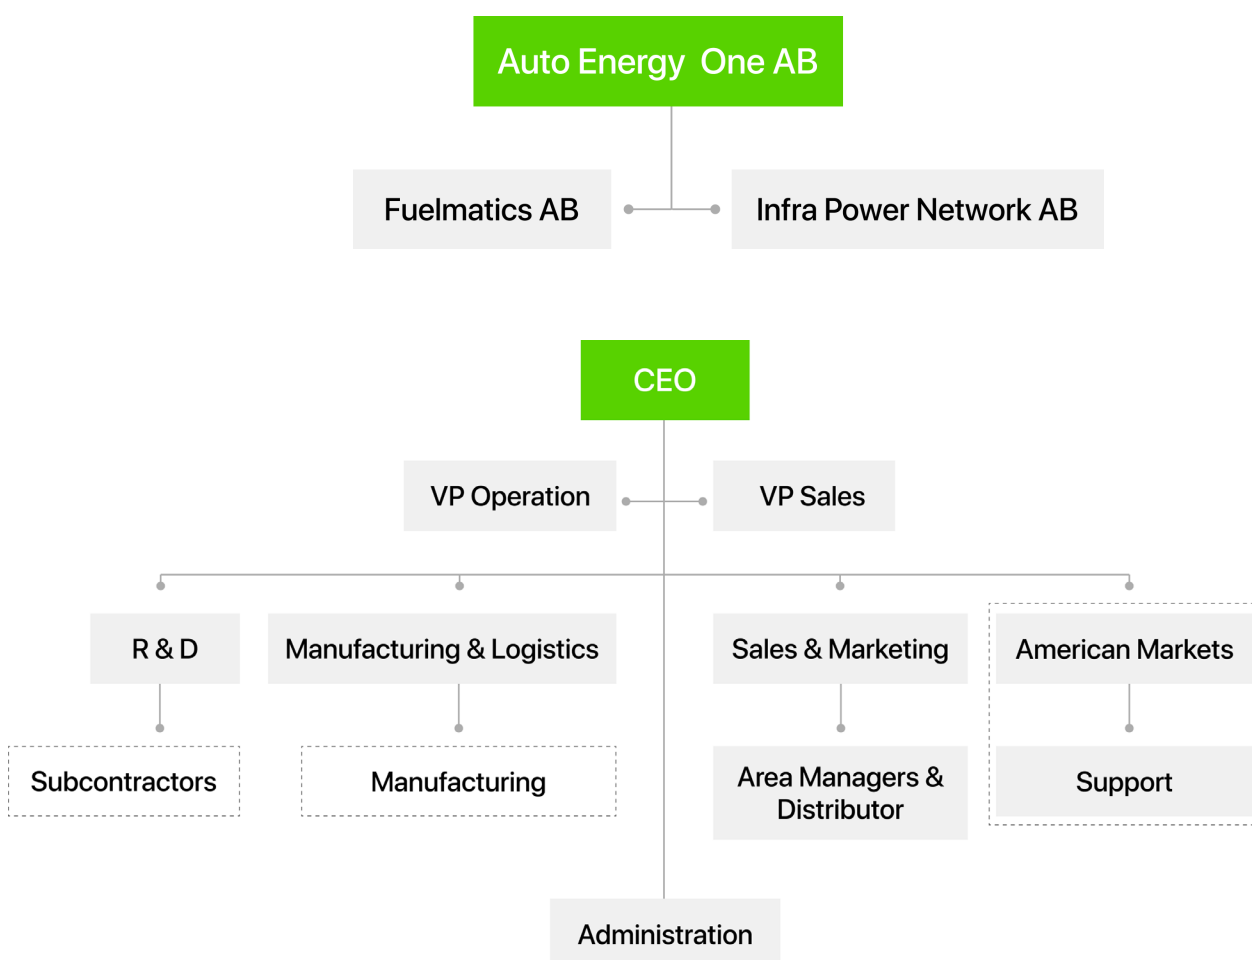 Auto Energy One AB
Fuelmatics AB
Infra Power Network AB
CEO
VP Operation
VP Sales
R & D
Manufacturing & Logistics
Sales & Marketing
American Markets
Subcontractors
Manufacturing
Area Managers &
Distributor
Support
Administration